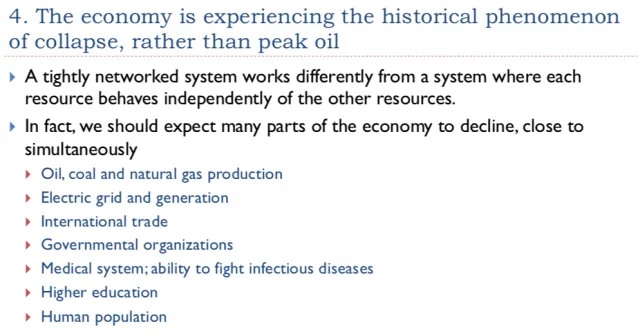 4. The economy is experiencing the historical phenomenon
of collapse, rather than peak oil
A tightly networked system works differently from a system where each
resource behaves independently of the other resources.
In fact, we should expect many parts of the economy to decline, close to
simultaneously
Oil, coal and natural gas production
Electric grid and generation
International trade
Governmental organizations
Medical system; ability to fight infectious diseases
Higher education
Human population